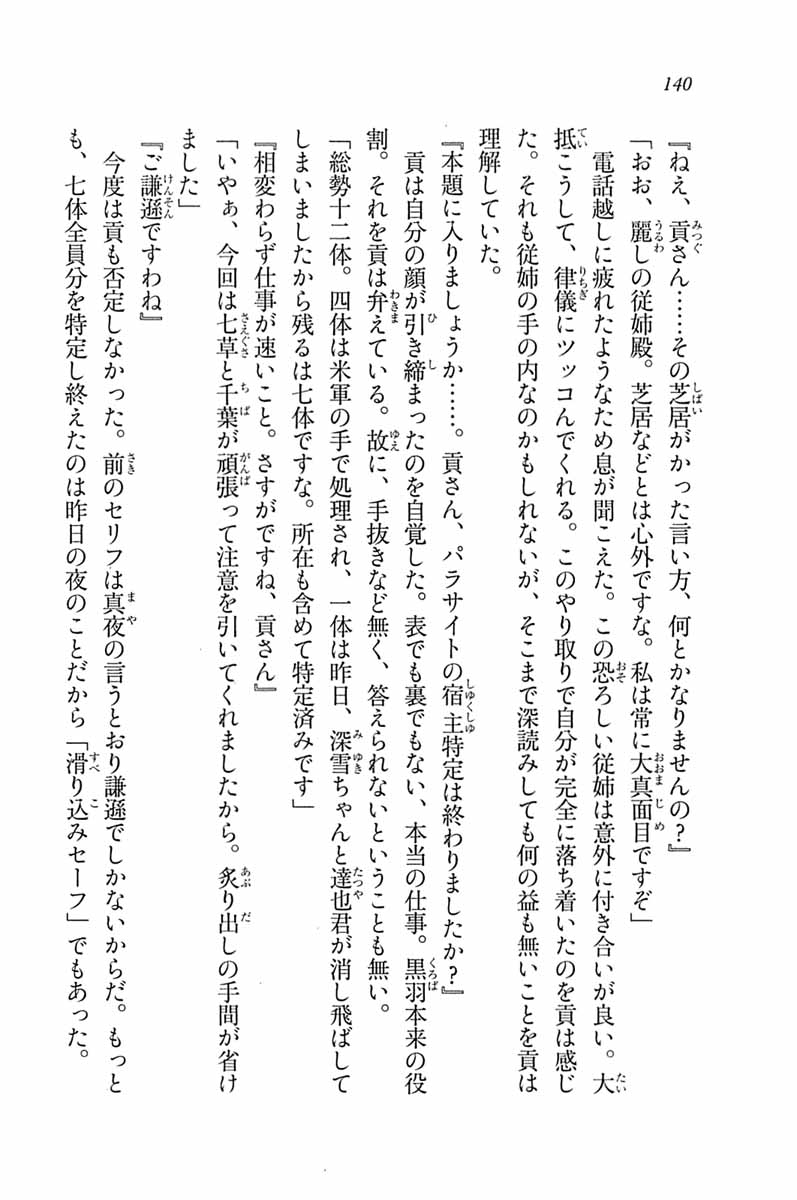 140
『ねえ、貢さん……その芝居がかった言い方、何とかなりませんの?』
「おお、麗しの従姉殿。芝居などとは心外ですな。私は常に大真面目ですぞ」
電話越しに疲れたようなため息が聞こえた。この恐ろしい従姉は意外に付き合いが良い。大
抵こうして、律儀にツッコんでくれる。このやり取りで自分が完全に落ち着いたのを貢は感じ
た。それも従姉の手の内なのかもしれないが、そこまで深読みしても何の益も無いことを貢は
理解していた。
『本題に入りましょうか……。貢さん、パラサイトの宿主特定は終わりましたか?』
貢は自分の顔が引き締まったのを自覚した。表でも裏でもない、本当の仕事。黒羽本来の役
割。それを貢は弁えている。故に、手抜きなど無く、答えられないということも無い。
「総勢十二体。四体は米軍の手で処理され、一体は昨日、深雪ちゃんと達也君が消し飛ばして
しまいましたから残るは七体ですな。所在も含めて特定済みです」
『相変わらず仕事が速いこと。さすがですね、貢さん』
「いやぁ、今回は七草と千葉が頑張って注意を引いてくれましたから。炙り出しの手間が省け
ました」
『ご謙遜ですわね』
今度は貢も否定しなかった。前のセリフは真夜の言うとおり謙遜でしかないからだ。もっと
も、七体全員分を特定し終えたのは昨日の夜のことだから「滑り込みセーフ」でもあった。